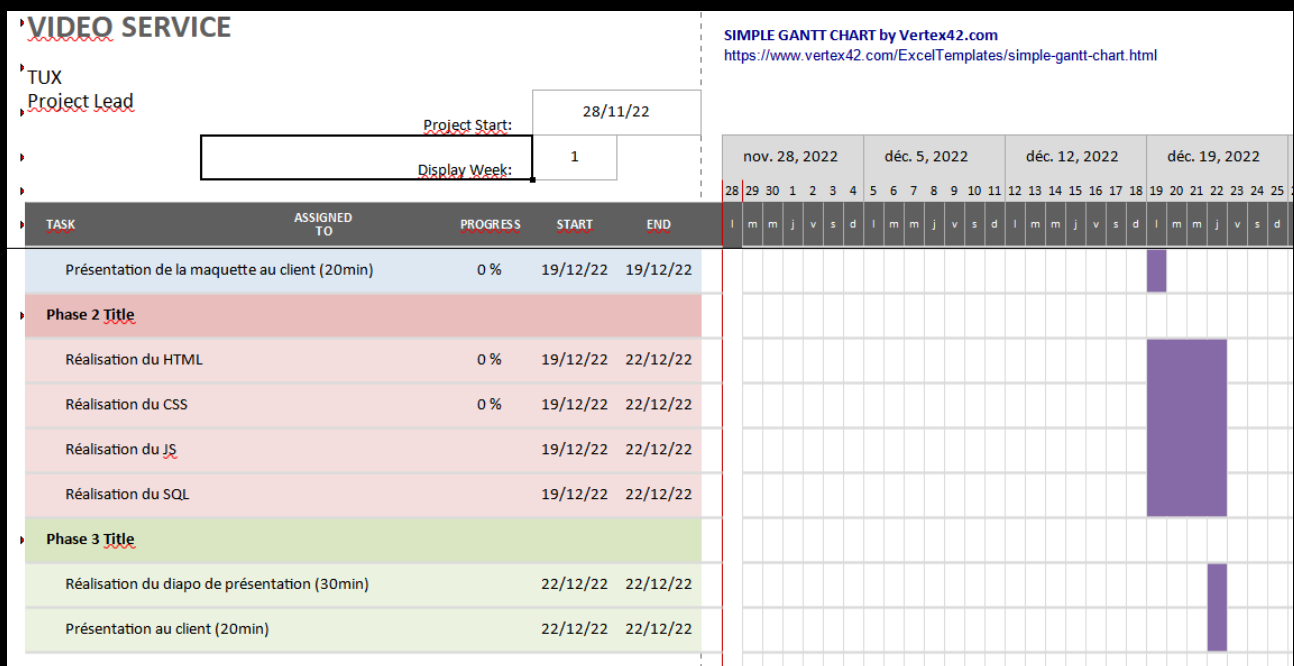 VIDEO SERVICE
SIMPLE GANTT CHART by Vertex42.com
https://www.vertex42.com/ExcelTemplates/simple-gantt-chart.html
TUX
Project Lead
Project Start: 28/11/22
Display Week: 1
nov. 28, 2022 déc. 5, 2022 déc. 12, 2022 déc. 19, 2022
28 29 30 1 2 3 4 5 6 7 8 9 10 11 12 13 14 15 16 17 18 19 20 21 22 23 24 25
TASK ASSIGNED TO PROGRESS START END l m m j v s d l m m j v s d l m m j v s d l m m j v s d
Présentation de la maquette au client (20min) 0 % 19/12/22 19/12/22
Phase 2 Title
Réalisation du HTML 0 % 19/12/22 22/12/22
Réalisation du CSS 0 % 19/12/22 22/12/22
Réalisation du JS 19/12/22 22/12/22
Réalisation du SQL 19/12/22 22/12/22
Phase 3 Title
Réalisation du diapo de présentation (30min) 22/12/22 22/12/22
Présentation au client (20min) 22/12/22 22/12/22